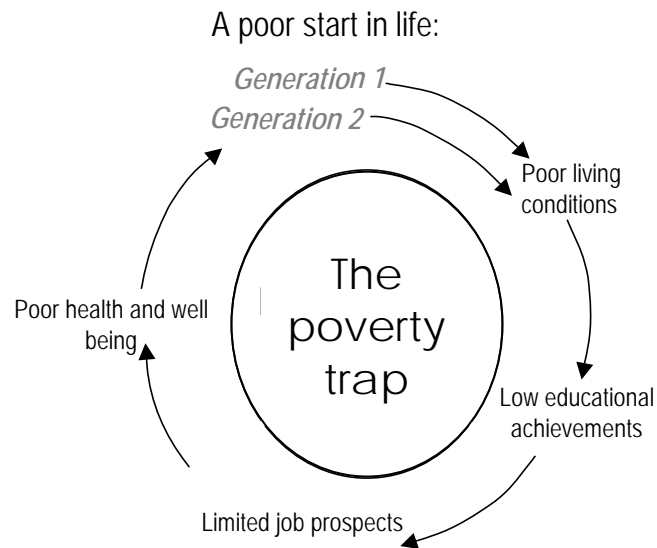 A poor start in life:
Generation 1
Generation 2
Poor living
conditions
The
poverty
trap
Poor health and well
being
Low educational
achievements
Limited job prospects